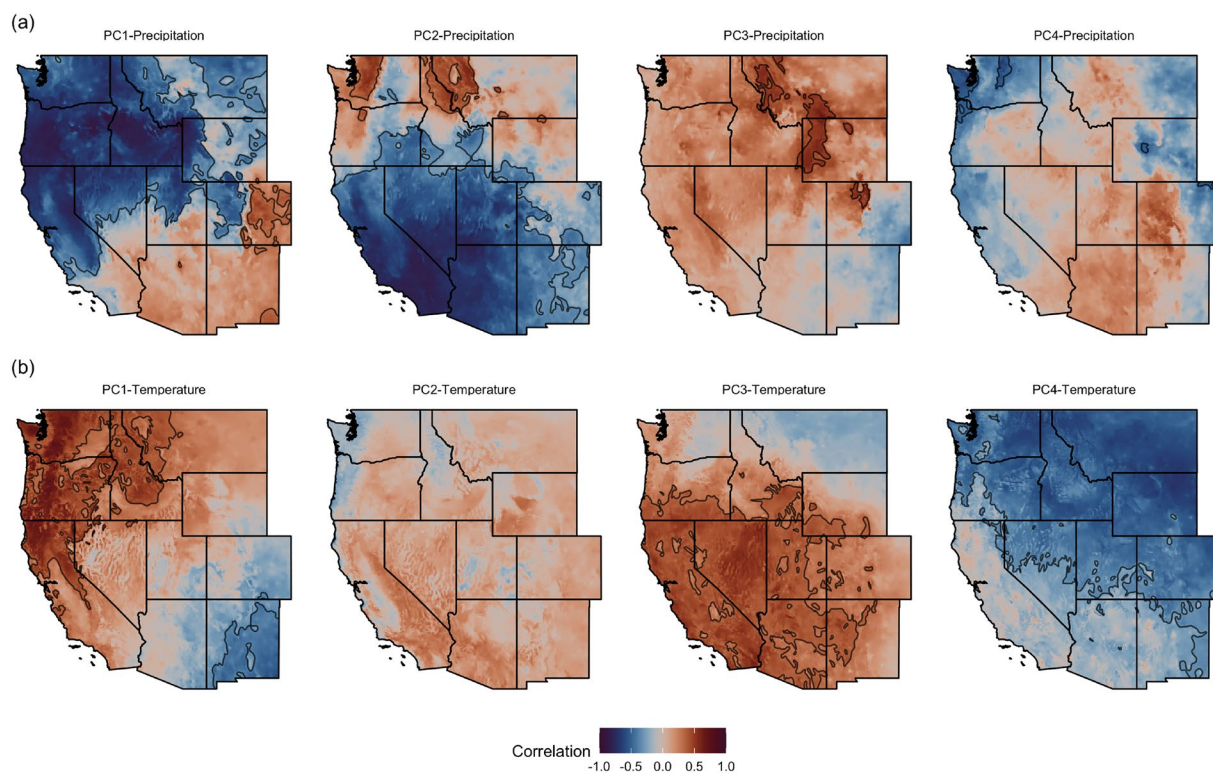 (a)
PC1-Precipitation PC2-Precipitation PC3-Precipitation PC4-Precipitation
(b)
PC1-Temperature PC2-Temperature PC3-Temperature PC4-Temperature
Correlation
-1.0 -0.5 0.0 0.5 1.0